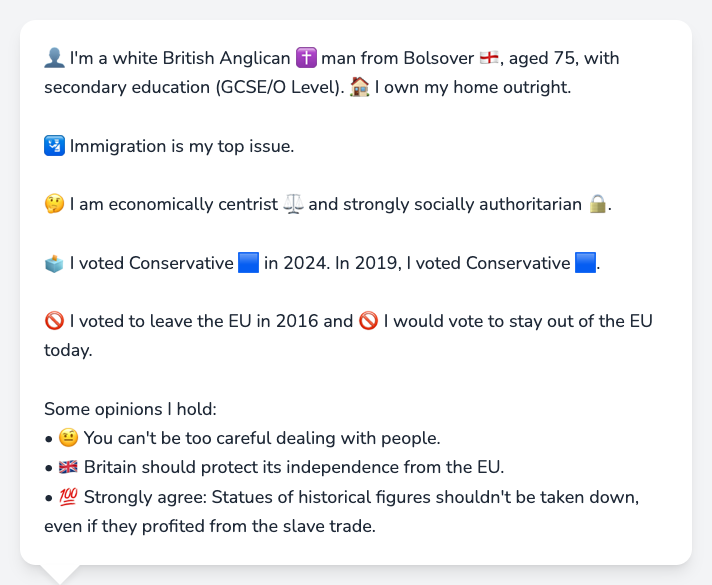 👤 I'm a white British Anglican ✝️ man from Bolsover 🏴󠁧󠁢󠁥󠁮󠁧󠁿, aged 75, with
secondary education (GCSE/O Level). 🏠 I own my home outright.
🛂 Immigration is my top issue.
🤔 I am economically centrist ⚖️ and strongly socially authoritarian 🔒.
🗳️ I voted Conservative 🟦 in 2024. In 2019, I voted Conservative 🟦.
🚫 I voted to leave the EU in 2016 and 🚫 I would vote to stay out of the EU
today.
Some opinions I hold:
• 🤨 You can't be too careful dealing with people.
• 🇬🇧 Britain should protect its independence from the EU.
• 💯 Strongly agree: Statues of historical figures shouldn't be taken down,
even if they profited from the slave trade.